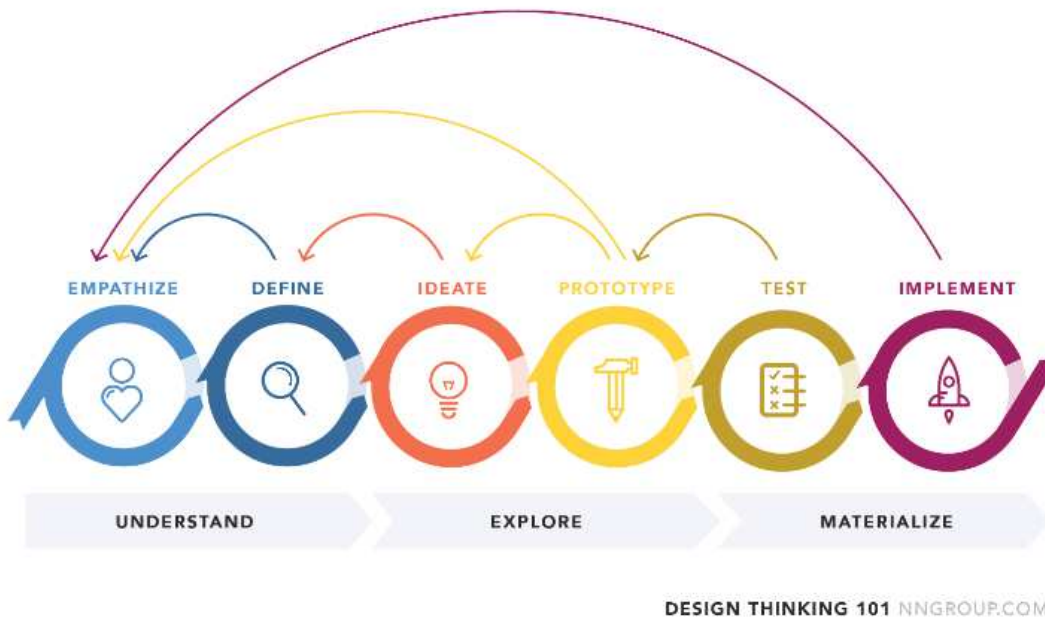 EMPATHIZE DEFINE IDEATE PROTOTYPE TEST IMPLEMENT
UNDERSTAND EXPLORE MATERIALIZE
DESIGN THINKING 101 NNGROUP.COM